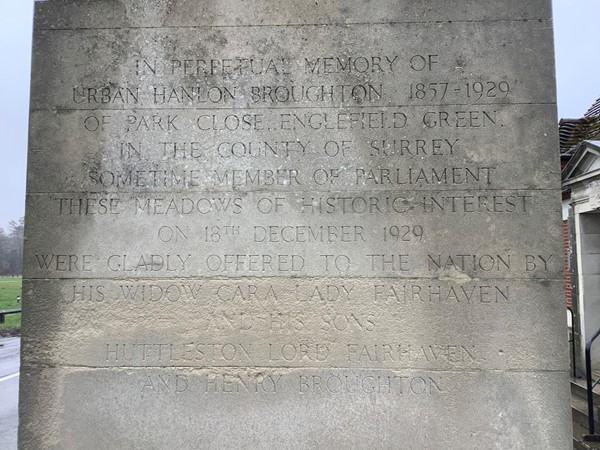 IN PERPETUAL MEMORY OF
URBAN HANLON BROUGHTON 1857-1929
OF PARK CLOSE, ENGLEFIELD GREEN,
IN THE COUNTY OF SURREY
SOMETIME MEMBER OF PARLIAMENT
THESE MEADOWS OF HISTORIC INTEREST
ON 18TH DECEMBER 1929
WERE GLADLY OFFERED TO THE NATION BY
HIS WIDOW CARA LADY FAIRHAVEN
AND HIS SONS
HUTTLESTON LORD FAIRHAVEN
AND HENRY BROUGHTON